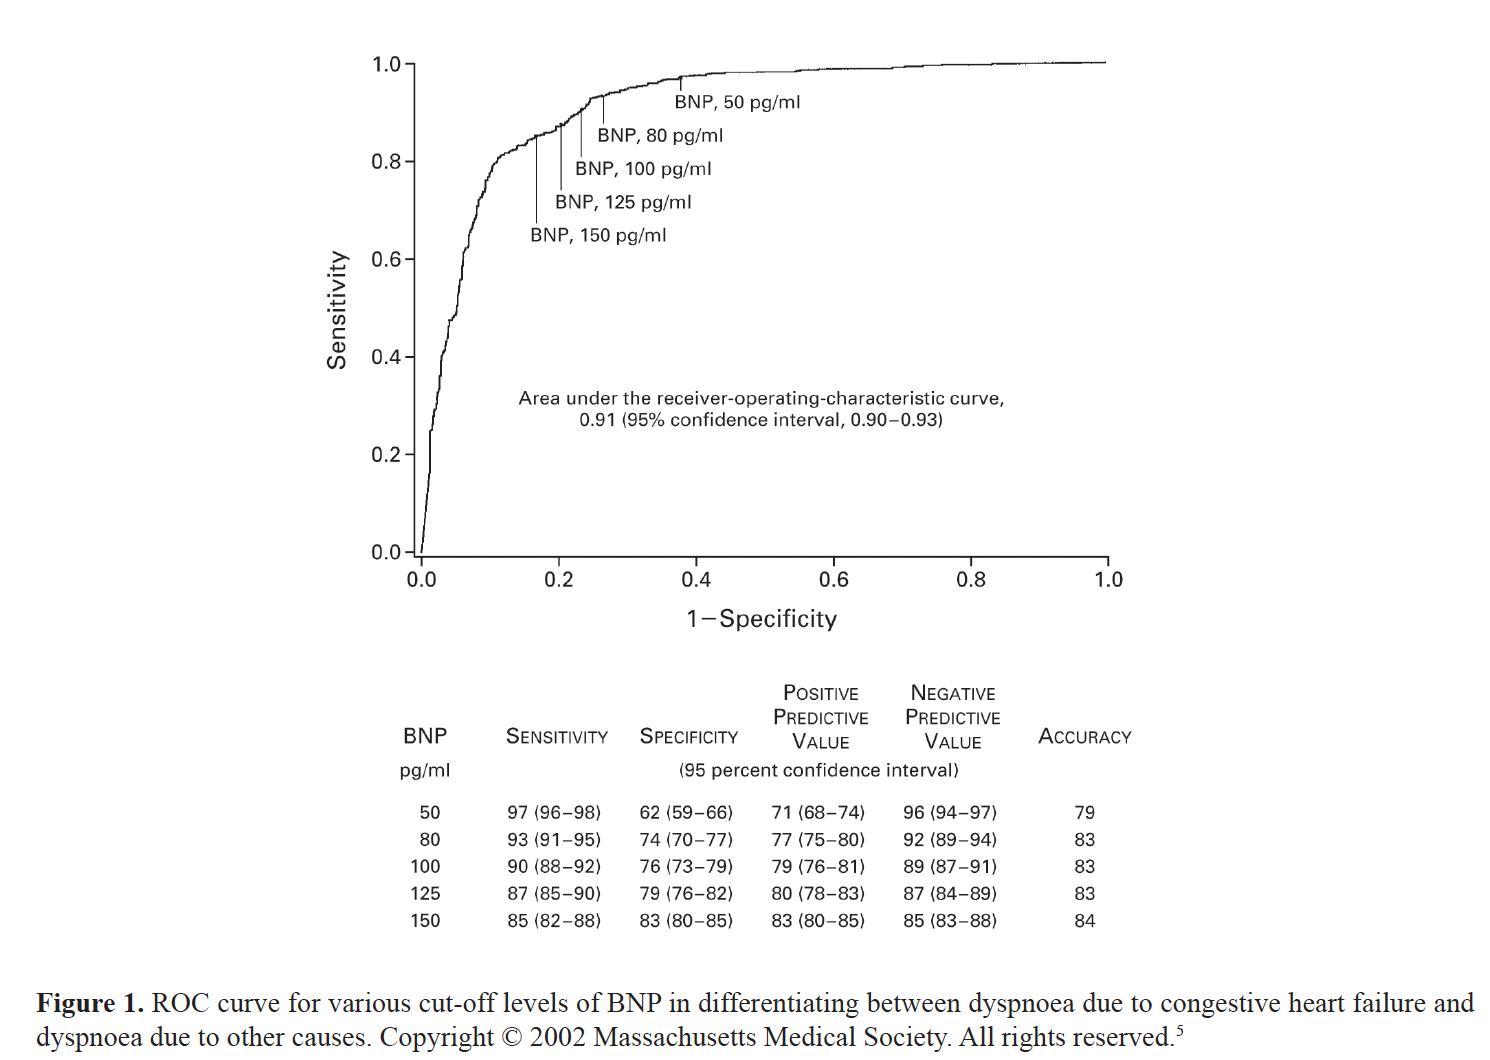 1.0
0.8
0.6
0.4
0.2
0.0
Sensitivity
BNP, 50 pg/ml
BNP, 80 pg/ml
BNP, 100 pg/ml
BNP, 125 pg/ml
BNP, 150 pg/ml
Area under the receiver-operating-characteristic curve,
0.91 (95% confidence interval, 0.90–0.93)
0.0 0.2 0.4 0.6 0.8 1.0
1–Specificity
POSITIVE NEGATIVE
PREDICTIVE PREDICTIVE
BNP SENSITIVITY SPECIFICITY VALUE VALUE ACCURACY
pg/ml (95 percent confidence interval)
50 97 (96–98) 62 (59–66) 71 (68–74) 96 (94–97) 79
80 93 (91–95) 74 (70–77) 77 (75–80) 92 (89–94) 83
100 90 (88–92) 76 (73–79) 79 (76–81) 89 (87–91) 83
125 87 (85–90) 79 (76–82) 80 (78–83) 87 (84–89) 83
150 85 (82–88) 83 (80–85) 83 (80–85) 85 (83–88) 84
Figure 1. ROC curve for various cut-off levels of BNP in differentiating between dyspnoea due to congestive heart failure and
dyspnoea due to other causes. Copyright © 2002 Massachusetts Medical Society. All rights reserved.5